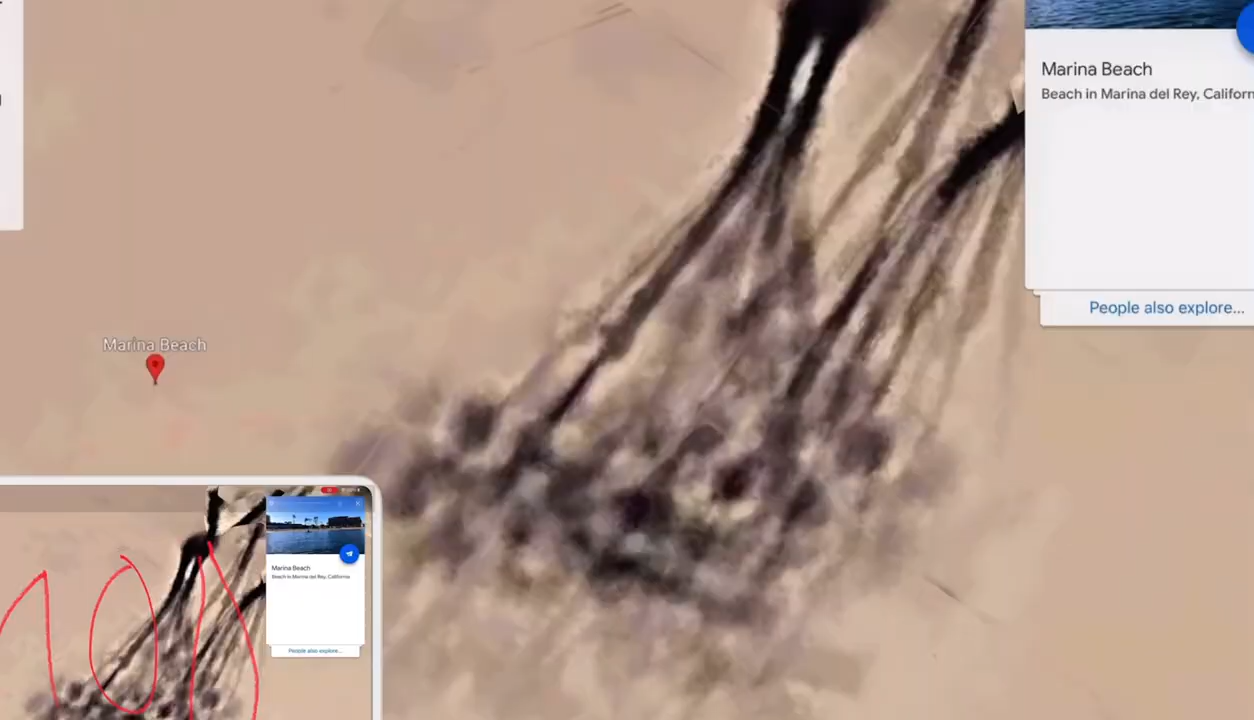 Marina Beach
Beach in Marina del Rey, Californ
People also explore...
Marina Beach
Marina Beach
Beach in Marina del Rey, California
People also explore...